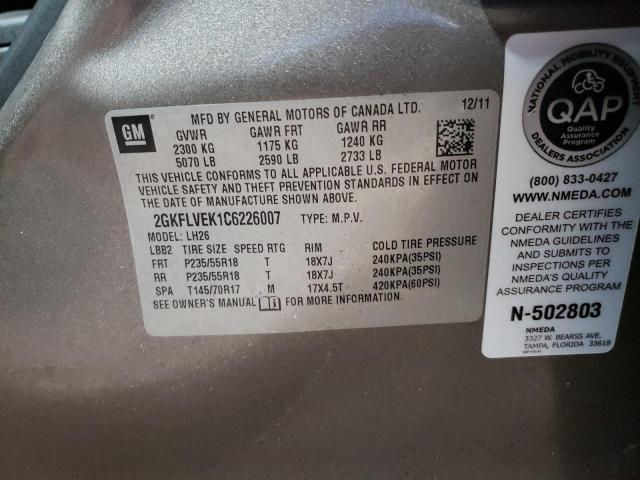 GM
MFD BY GENERAL MOTORS OF CANADA LTD. 12/11
GVWR GAWR FRT GAWR RR
2300 KG 1175 KG 1240 KG
5070 LB 2590 LB 2733 LB
THIS VEHICLE CONFORMS TO ALL APPLICABLE U.S. FEDERAL MOTOR
VEHICLE SAFETY AND THEFT PREVENTION STANDARDS IN EFFECT ON
THE DATE OF MANUFACTURE SHOWN ABOVE.
2GKFLVEK1C6226007 TYPE: M.P.V.
MODEL: LH26
LBB2 TIRE SIZE SPEED RTG RIM COLD TIRE PRESSURE
FRT P235/55R18 T 18X7J 240KPA(35PSI)
RR P235/55R18 T 18X7J 240KPA(35PSI)
SPA T145/70R17 M 17X4.5T 420KPA(60PSI)
SEE OWNER'S MANUAL FOR MORE INFORMATION
NATIONAL MOBILITY EQUIPMENT
DEALERS ASSOCIATION
QAP
Quality
Assurance
Program
(800) 833-0427
WWW.NMEDA.COM
DEALER CERTIFIES
CONFORMITY WITH THE
NMEDA GUIDELINES
AND SUBMITS TO
INSPECTIONS PER
NMEDA'S QUALITY
ASSURANCE PROGRAM
N-502803
NMEDA
3327 W. BEARSS AVE.
TAMPA, FLORIDA 33618